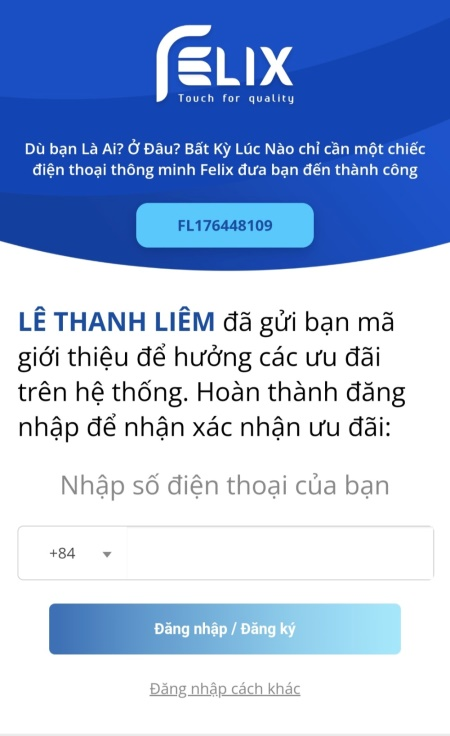 FELIX
Touch for quality
Dù bạn Là Ai? Ở Đâu? Bất Kỳ Lúc Nào chỉ cần một chiếc
điện thoại thông minh Felix đưa bạn đến thành công
FL176448109
LÊ THANH LIÊM đã gửi bạn mã
giới thiệu để hưởng các ưu đãi
trên hệ thống. Hoàn thành đăng
nhập để nhận xác nhận ưu đãi:
Nhập số điện thoại của bạn
+84
Đăng nhập / Đăng ký
Đăng nhập cách khác